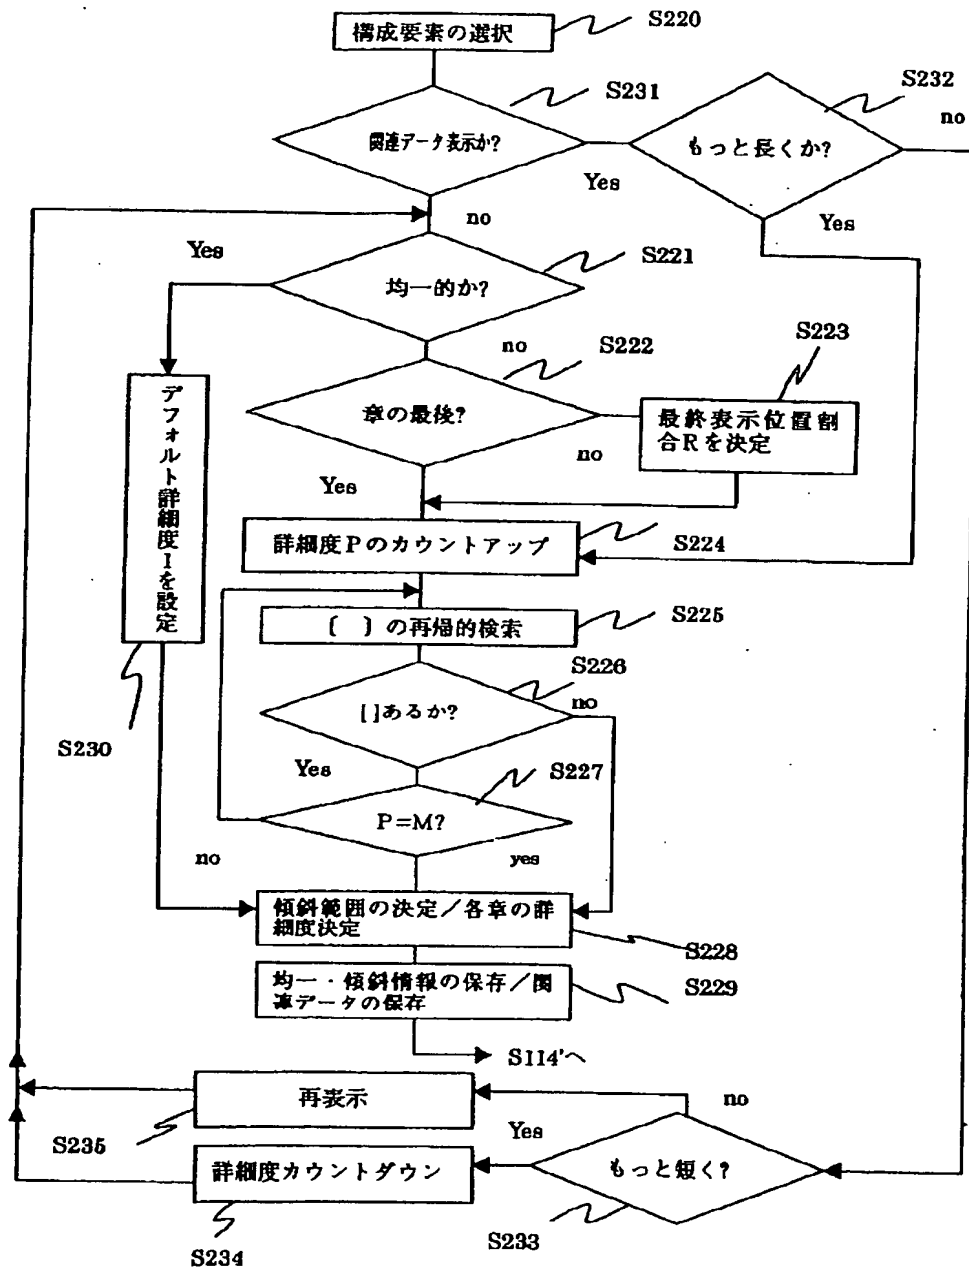 構成要素の選択
S220
S231
関連データ表示か?
Yes
no
S232
もっと長くか?
no
Yes
Yes
S221
均一的か?
no
S222
章の最後?
no
Yes
S223
最終表示位置割
合Rを決定
デフォルト詳細度Iを設定
S230
詳細度Pのカウントアップ
S224
〔 〕の再帰的検索
S225
S226
[ ]あるか?
no
Yes
S227
P=M?
no
yes
傾斜範囲の決定/各章の詳
細度決定
S228
均一・傾斜情報の保存/関
連データの保存
S229
S114'へ
再表示
S235
no
Yes
もっと短く?
S233
詳細度カウントダウン
S234